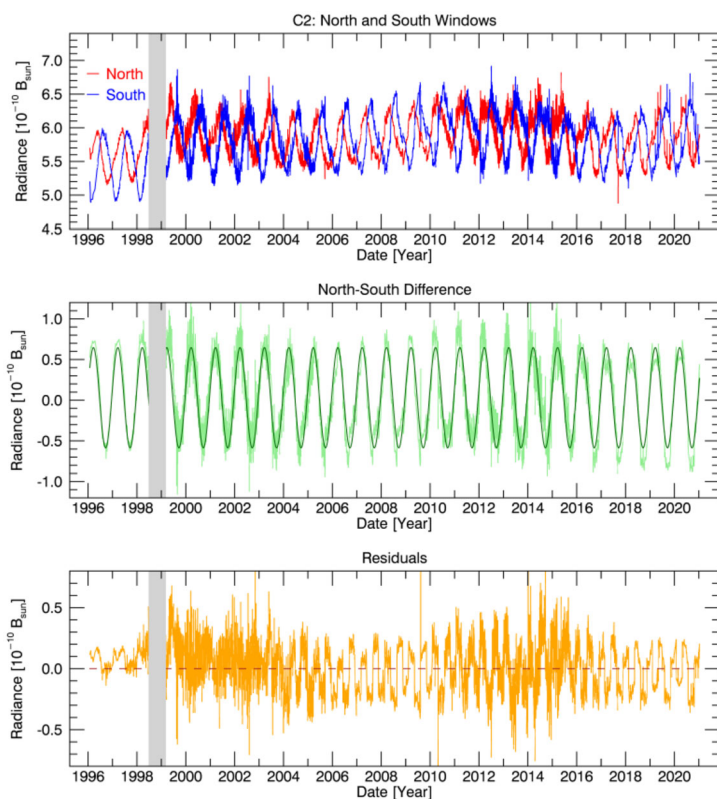 C2: North and South Windows
7.0
6.5
6.0
5.5
5.0
4.5
Radiance [10⁻¹⁰ B_sun]
North
South
1996 1998 2000 2002 2004 2006 2008 2010 2012 2014 2016 2018 2020
Date [Year]
North-South Difference
1.0
0.5
0.0
-0.5
-1.0
Radiance [10⁻¹⁰ B_sun]
1996 1998 2000 2002 2004 2006 2008 2010 2012 2014 2016 2018 2020
Date [Year]
Residuals
0.5
0.0
-0.5
Radiance [10⁻¹⁰ B_sun]
1996 1998 2000 2002 2004 2006 2008 2010 2012 2014 2016 2018 2020
Date [Year]